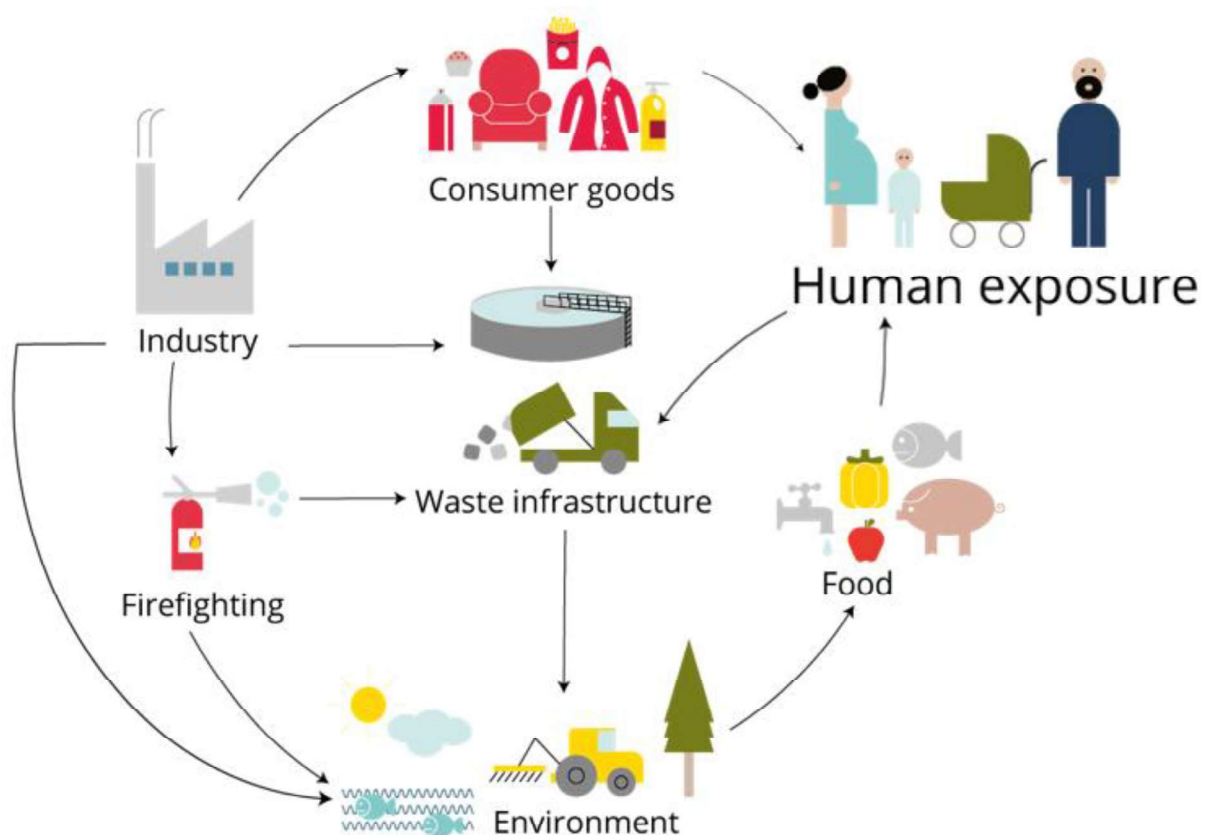 Consumer goods
Human exposure
Industry
Waste infrastructure
Food
Firefighting
Environment